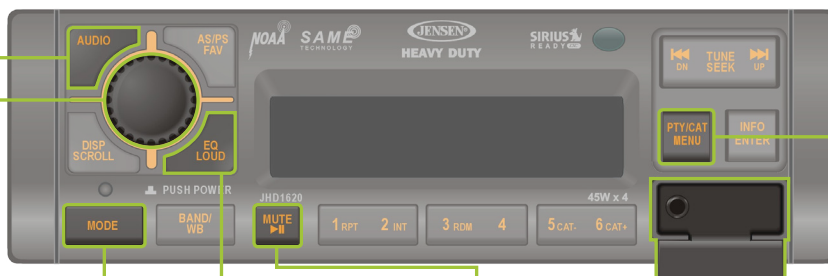 AUDIO
AS/PS
FAV
NOAA
SAME
TECHNOLOGY
JENSEN®
HEAVY DUTY
SIRIUS
READY
TUNE
SEEK
DN
UP
PTY/CAT
MENU
INFO
ENTER
DISP
SCROLL
EQ
LOUD
PUSH POWER
JHD1620
45W x 4
MODE
BAND/
WB
MUTE
1 RPT 2 INT
3 RDM 4
5 CAT- 6 CAT+